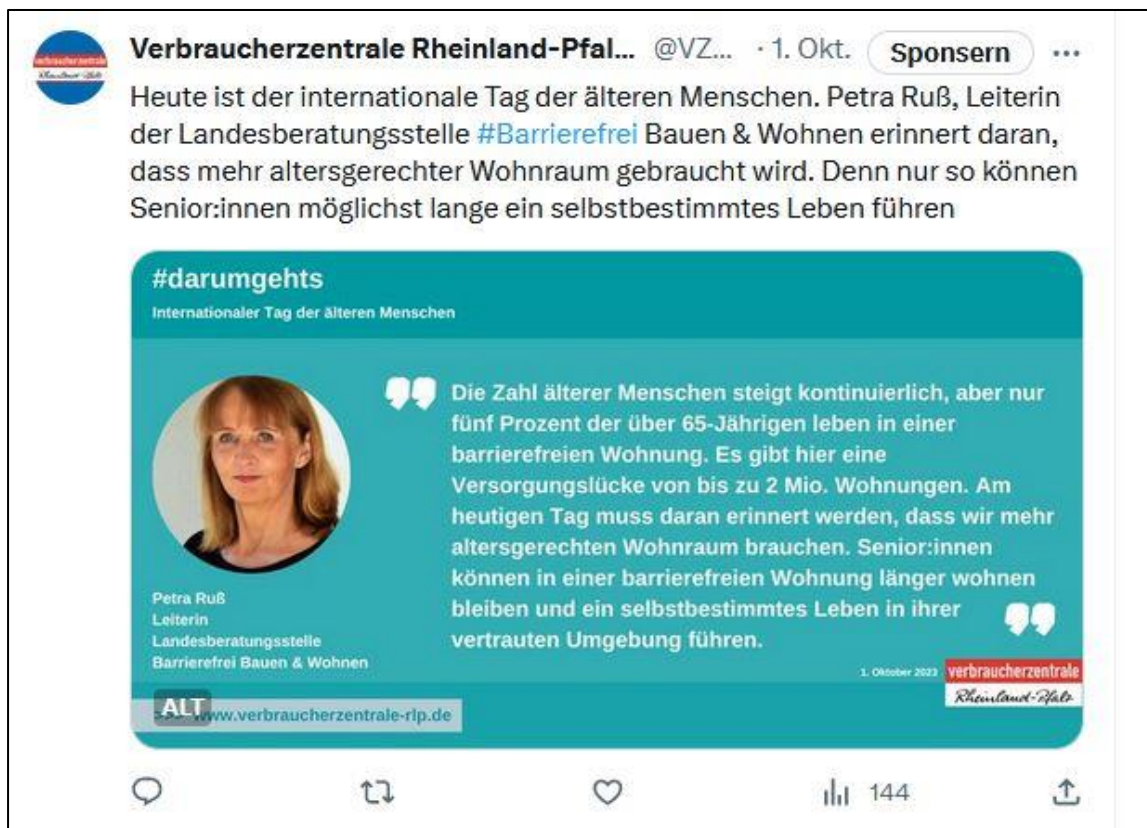 Verbraucherzentrale Rheinland-Pfal... @VZ... · 1. Okt. Sponsern
Heute ist der internationale Tag der älteren Menschen. Petra Ruß, Leiterin
der Landesberatungsstelle #Barrierefrei Bauen & Wohnen erinnert daran,
dass mehr altersgerechter Wohnraum gebraucht wird. Denn nur so können
Senior:innen möglichst lange ein selbstbestimmtes Leben führen
#darumgehts
Internationaler Tag der älteren Menschen
Die Zahl älterer Menschen steigt kontinuierlich, aber nur
fünf Prozent der über 65-Jährigen leben in einer
barrierefreien Wohnung. Es gibt hier eine
Versorgungslücke von bis zu 2 Mio. Wohnungen. Am
heutigen Tag muss daran erinnert werden, dass wir mehr
altersgerechten Wohnraum brauchen. Senior:innen
können in einer barrierefreien Wohnung länger wohnen
bleiben und ein selbstbestimmtes Leben in ihrer
vertrauten Umgebung führen.
Petra Ruß
Leiterin
Landesberatungsstelle
Barrierefrei Bauen & Wohnen
1. Oktober 2023
verbraucherzentrale
Rheinland-Pfalz
ALT
www.verbraucherzentrale-rlp.de
144